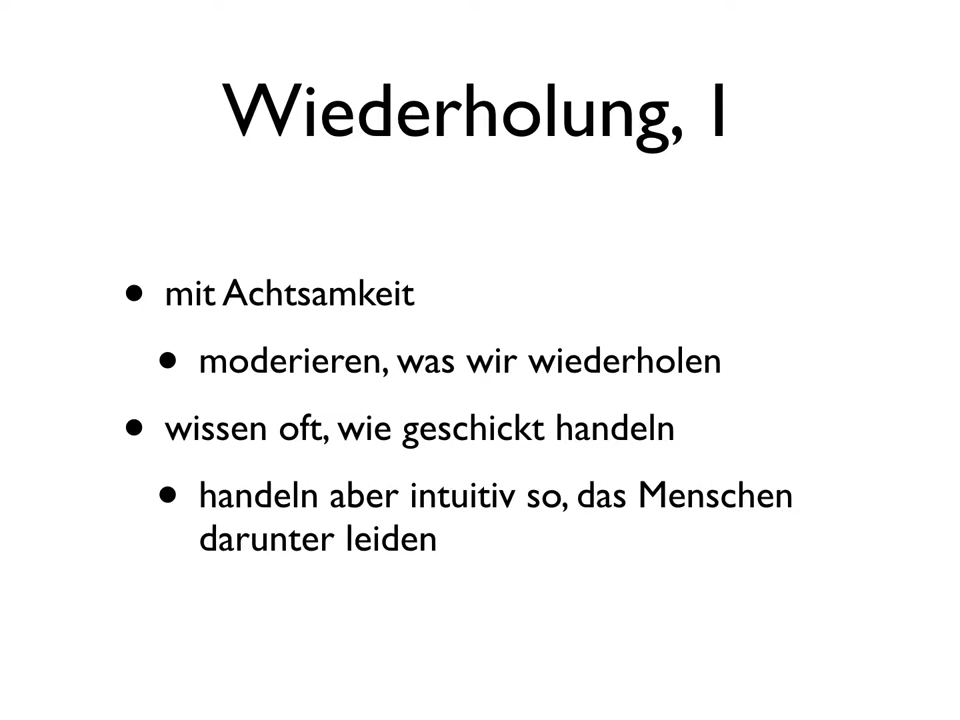 Wiederholung, 1
• mit Achtsamkeit
• moderieren, was wir wiederholen
• wissen oft, wie geschickt handeln
• handeln aber intuitiv so, das Menschen
darunter leiden